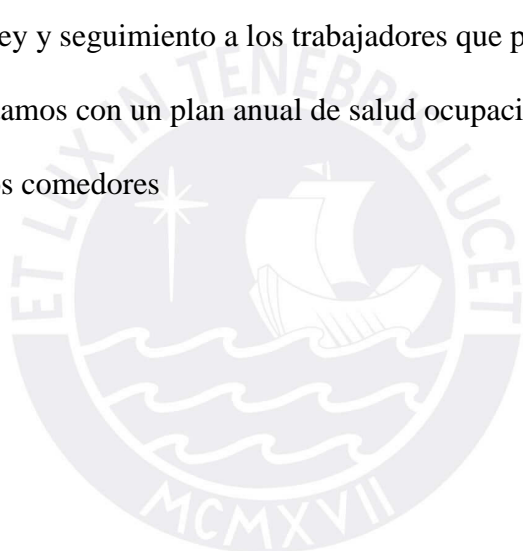 ey y seguimiento a los trabajadores que p
amos con un plan anual de salud ocupaci
os comedores
ET LUX IN TENEBRIS LUCET
MCMXVII